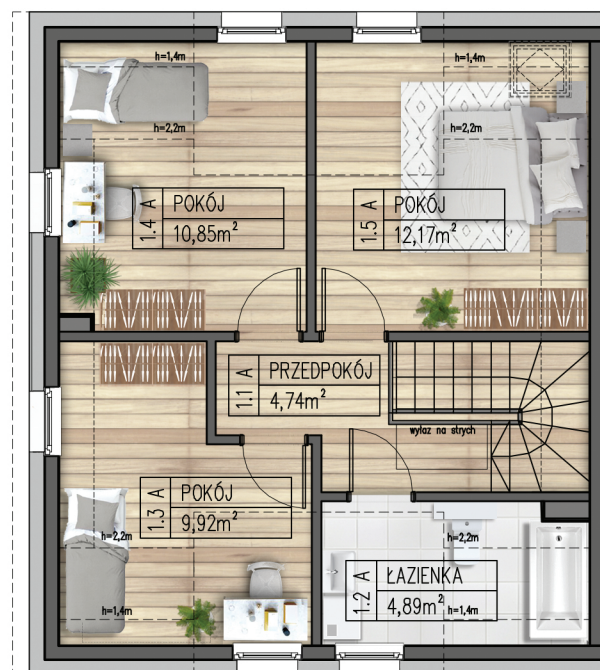 h=1,4m
h=1,4m
h=2,2m
h=2,2m
1.4 A
POKÓJ
10,85m²
1.5 A
POKÓJ
12,17m²
1.1 A
PRZEDPOKÓJ
4,74m²
wyłaz na strych
1.3 A
POKÓJ
9,92m²
h=2,2m
h=2,2m
1.2 A
ŁAZIENKA
4,89m²
h=1,4m
h=1,4m